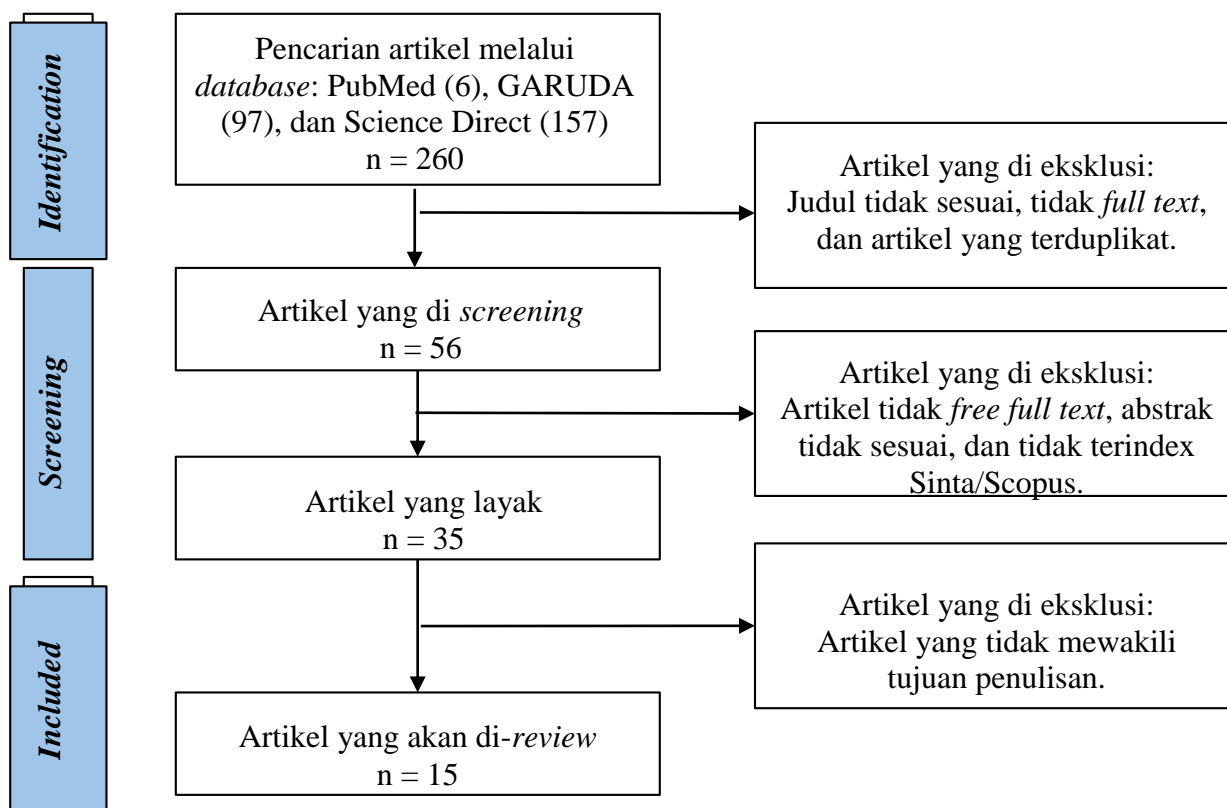 Identification
Pencarian artikel melalui
database: PubMed (6), GARUDA
(97), dan Science Direct (157)
n = 260
Artikel yang di eksklusi:
Judul tidak sesuai, tidak full text,
dan artikel yang terduplikat.
Screening
Artikel yang di screening
n = 56
Artikel yang di eksklusi:
Artikel tidak free full text, abstrak
tidak sesuai, dan tidak terindex
Sinta/Scopus.
Artikel yang layak
n = 35
Included
Artikel yang di eksklusi:
Artikel yang tidak mewakili
tujuan penulisan.
Artikel yang akan di-review
n = 15